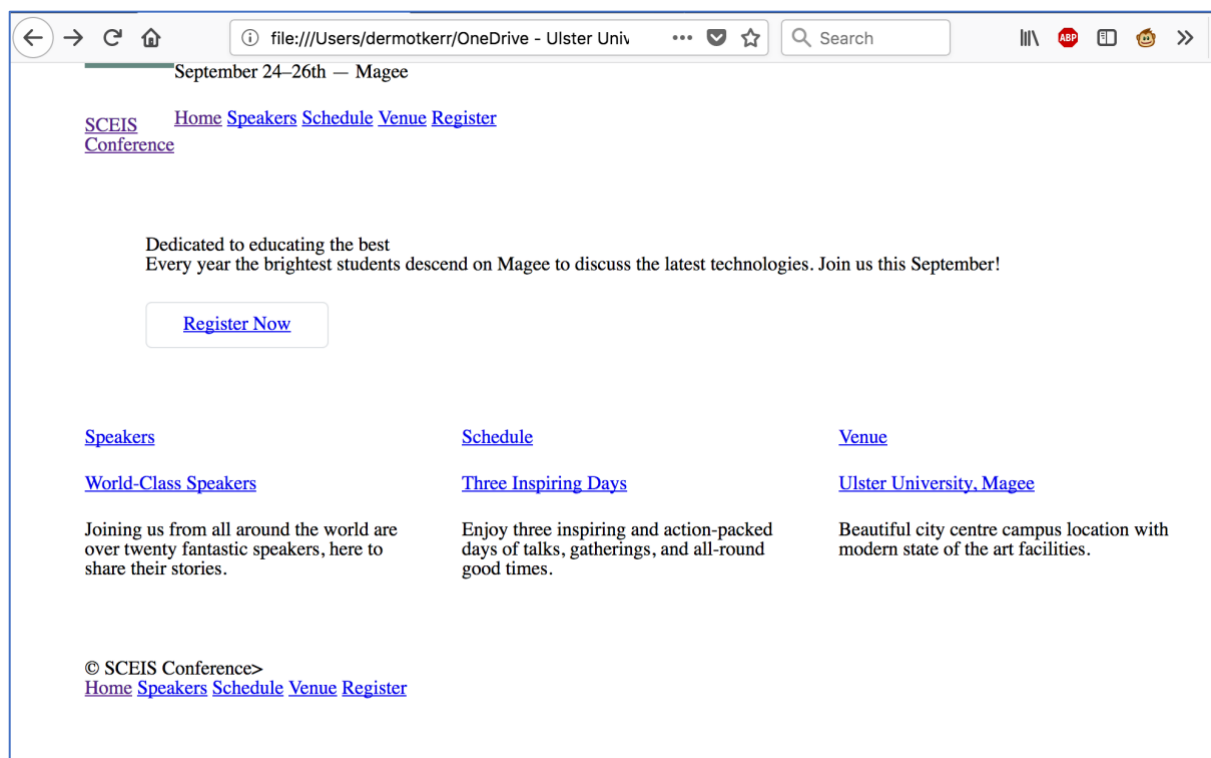 file:///Users/dermotkerr/OneDrive - Ulster Univ
Search
ABP
September 24–26th — Magee
SCEIS
Conference
Home Speakers Schedule Venue Register
Dedicated to educating the best
Every year the brightest students descend on Magee to discuss the latest technologies. Join us this September!
Register Now
Speakers
World-Class Speakers
Joining us from all around the world are
over twenty fantastic speakers, here to
share their stories.
Schedule
Three Inspiring Days
Enjoy three inspiring and action-packed
days of talks, gatherings, and all-round
good times.
Venue
Ulster University, Magee
Beautiful city centre campus location with
modern state of the art facilities.
© SCEIS Conference>
Home Speakers Schedule Venue Register